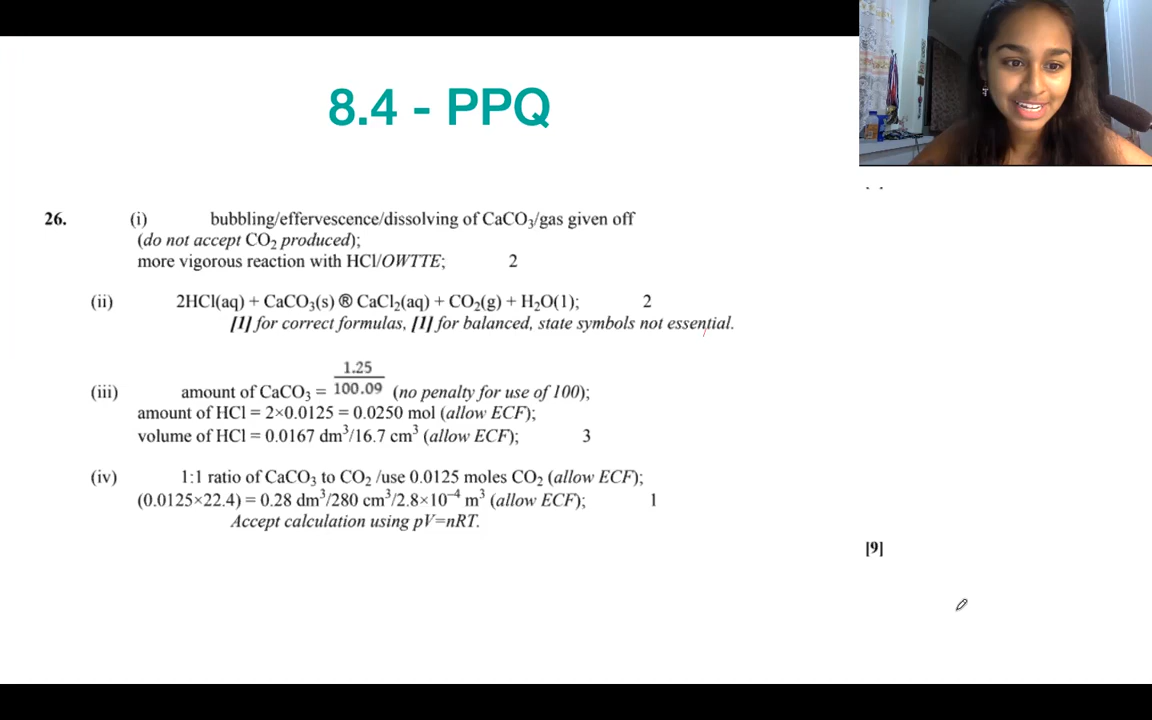 8.4 - PPQ
26. (i) bubbling/effervescence/dissolving of CaCO₃/gas given off
(do not accept CO₂ produced);
more vigorous reaction with HCl/OWTTE; 2
(ii) 2HCl(aq) + CaCO₃(s) ® CaCl₂(aq) + CO₂(g) + H₂O(1); 2
[1] for correct formulas, [1] for balanced, state symbols not essential.
1.25
(iii) amount of CaCO₃ = 100.09 (no penalty for use of 100);
amount of HCl = 2×0.0125 = 0.0250 mol (allow ECF);
volume of HCl = 0.0167 dm³/16.7 cm³ (allow ECF); 3
(iv) 1:1 ratio of CaCO₃ to CO₂ /use 0.0125 moles CO₂ (allow ECF);
(0.0125×22.4) = 0.28 dm³/280 cm³/2.8×10⁻⁴ m³ (allow ECF); 1
Accept calculation using pV=nRT.
[9]